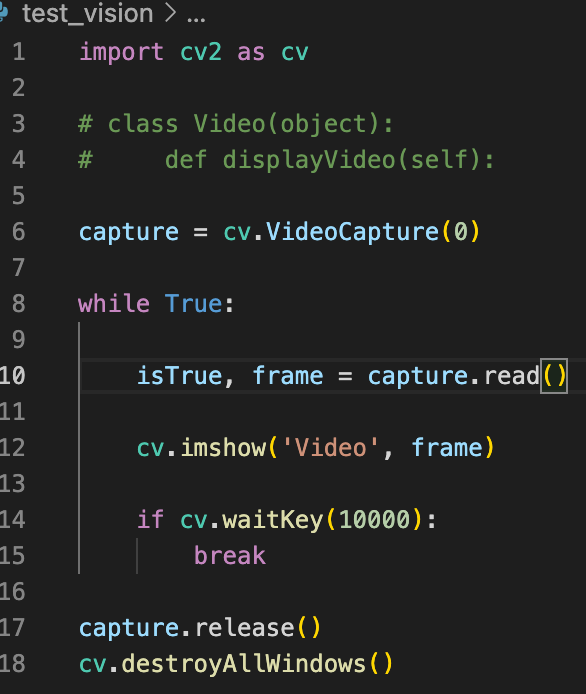 test_vision > ...
1 import cv2 as cv
2
3 # class Video(object):
4 #     def displayVideo(self):
5
6 capture = cv.VideoCapture(0)
7
8 while True:
9
10     isTrue, frame = capture.read()
11
12     cv.imshow('Video', frame)
13
14     if cv.waitKey(10000):
15         break
16
17 capture.release()
18 cv.destroyAllWindows()